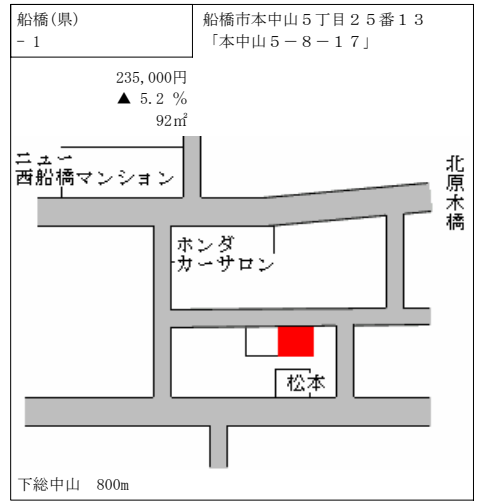 船橋(県)
－1
船橋市本中山５丁目２５番１３
「本中山５－８－１７」
235,000円
▲ 5.2 %
92㎡
ニュー
西船橋マンション
北原木橋
ホンダ
カーサロン
松本
下総中山　800m